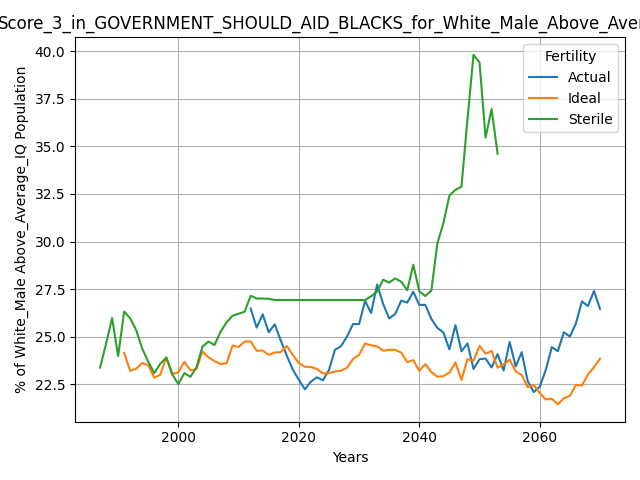 Score_3_in_GOVERNMENT_SHOULD_AID_BLACKS_for_White_Male_Above_Aver
Fertility
Actual
Ideal
Sterile
% of White_Male Above_Average_IQ Population
40.0
37.5
35.0
32.5
30.0
27.5
25.0
22.5
2000 2020 2040 2060
Years